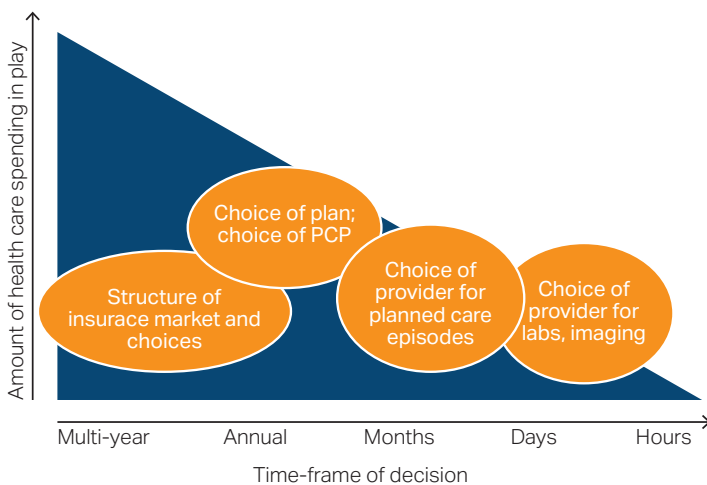 Amount of health care spending in play
Choice of plan;
choice of PCP
Structure of
insurace market and
choices
Choice of
provider for
planned care
episodes
Choice of
provider for
labs, imaging
Multi-year
Annual
Months
Days
Hours
Time-frame of decision